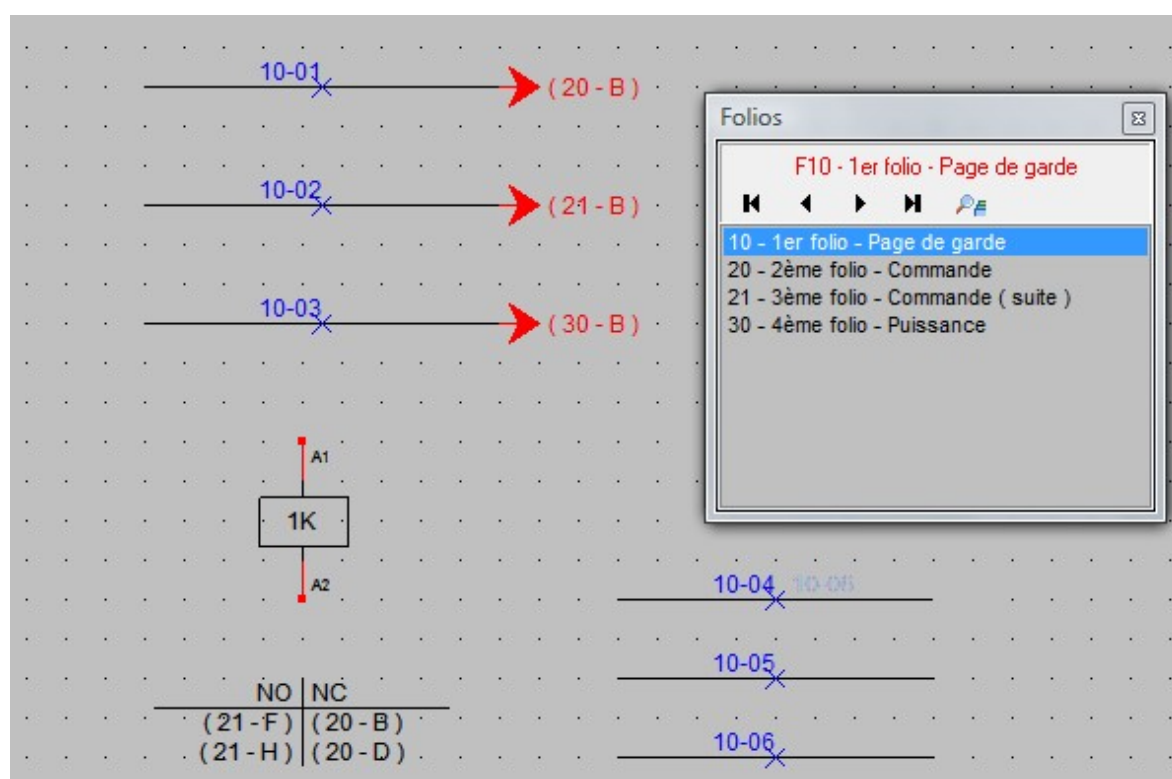 10-01
( 20 - B )
10-02
( 21 - B )
10-03
( 30 - B )
A1
1K
A2
NO NC
( 21 - F ) ( 20 - B )
( 21 - H ) ( 20 - D )
Folios
F10 - 1er folio - Page de garde
10 - 1er folio - Page de garde
20 - 2ème folio - Commande
21 - 3ème folio - Commande ( suite )
30 - 4ème folio - Puissance
10-04
10-05
10-06